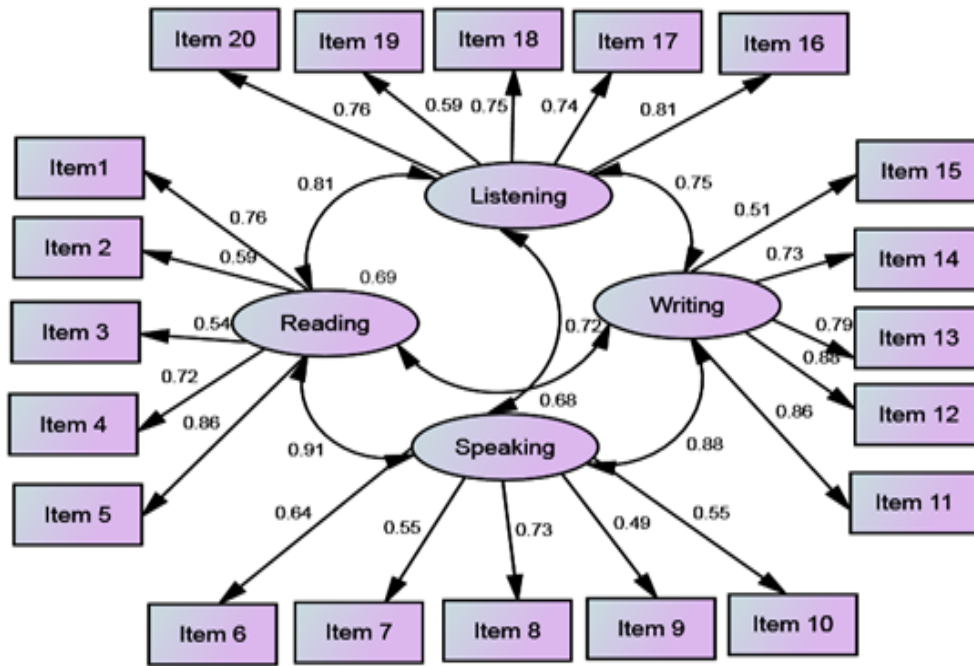 Item 20
Item 19
Item 18
Item 17
Item 16
0.76
0.59
0.75
0.74
0.81
Item1
Item 15
0.81
Listening
0.75
0.76
0.51
Item 2
Item 14
0.59
0.73
0.69
Item 3
Reading
Writing
Item 13
0.54
0.72
0.79
0.88
0.72
Item 4
Item 12
0.68
0.86
0.86
0.91
Speaking
0.88
Item 5
Item 11
0.64
0.55
0.73
0.49
0.55
Item 6
Item 7
Item 8
Item 9
Item 10